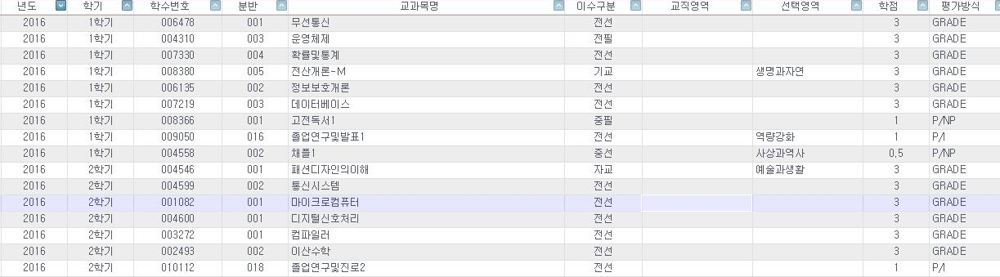 년도 학기 학수번호 분반 교과목명 이수구분 교직영역 선택영역 학점 평가방식
2016 1학기 006478 001 무선통신 전선 3 GRADE
2016 1학기 004310 003 운영체제 전필 3 GRADE
2016 1학기 007330 004 확률및통계 전선 3 GRADE
2016 1학기 008380 005 전산개론-M 기교 생명과자연 3 GRADE
2016 1학기 006135 002 정보보호개론 전선 3 GRADE
2016 1학기 007219 003 데이터베이스 전선 3 GRADE
2016 1학기 008366 001 고전독서1 중필 1 P/NP
2016 1학기 009050 016 졸업연구및발표1 전선 역량강화 1 P/I
2016 1학기 004558 002 채플1 중선 사상과역사 0.5 P/NP
2016 2학기 004546 001 패션디자인의이해 자교 예술과생활 3 GRADE
2016 2학기 004599 002 통신시스템 전선 3 GRADE
2016 2학기 001082 001 마이크로컴퓨터 전선 3 GRADE
2016 2학기 004600 001 디지털신호처리 전선 3 GRADE
2016 2학기 003272 001 컴파일러 전선 3 GRADE
2016 2학기 002493 002 이산수학 전선 3 GRADE
2016 2학기 010112 018 졸업연구및진로2 전선 1 P/I